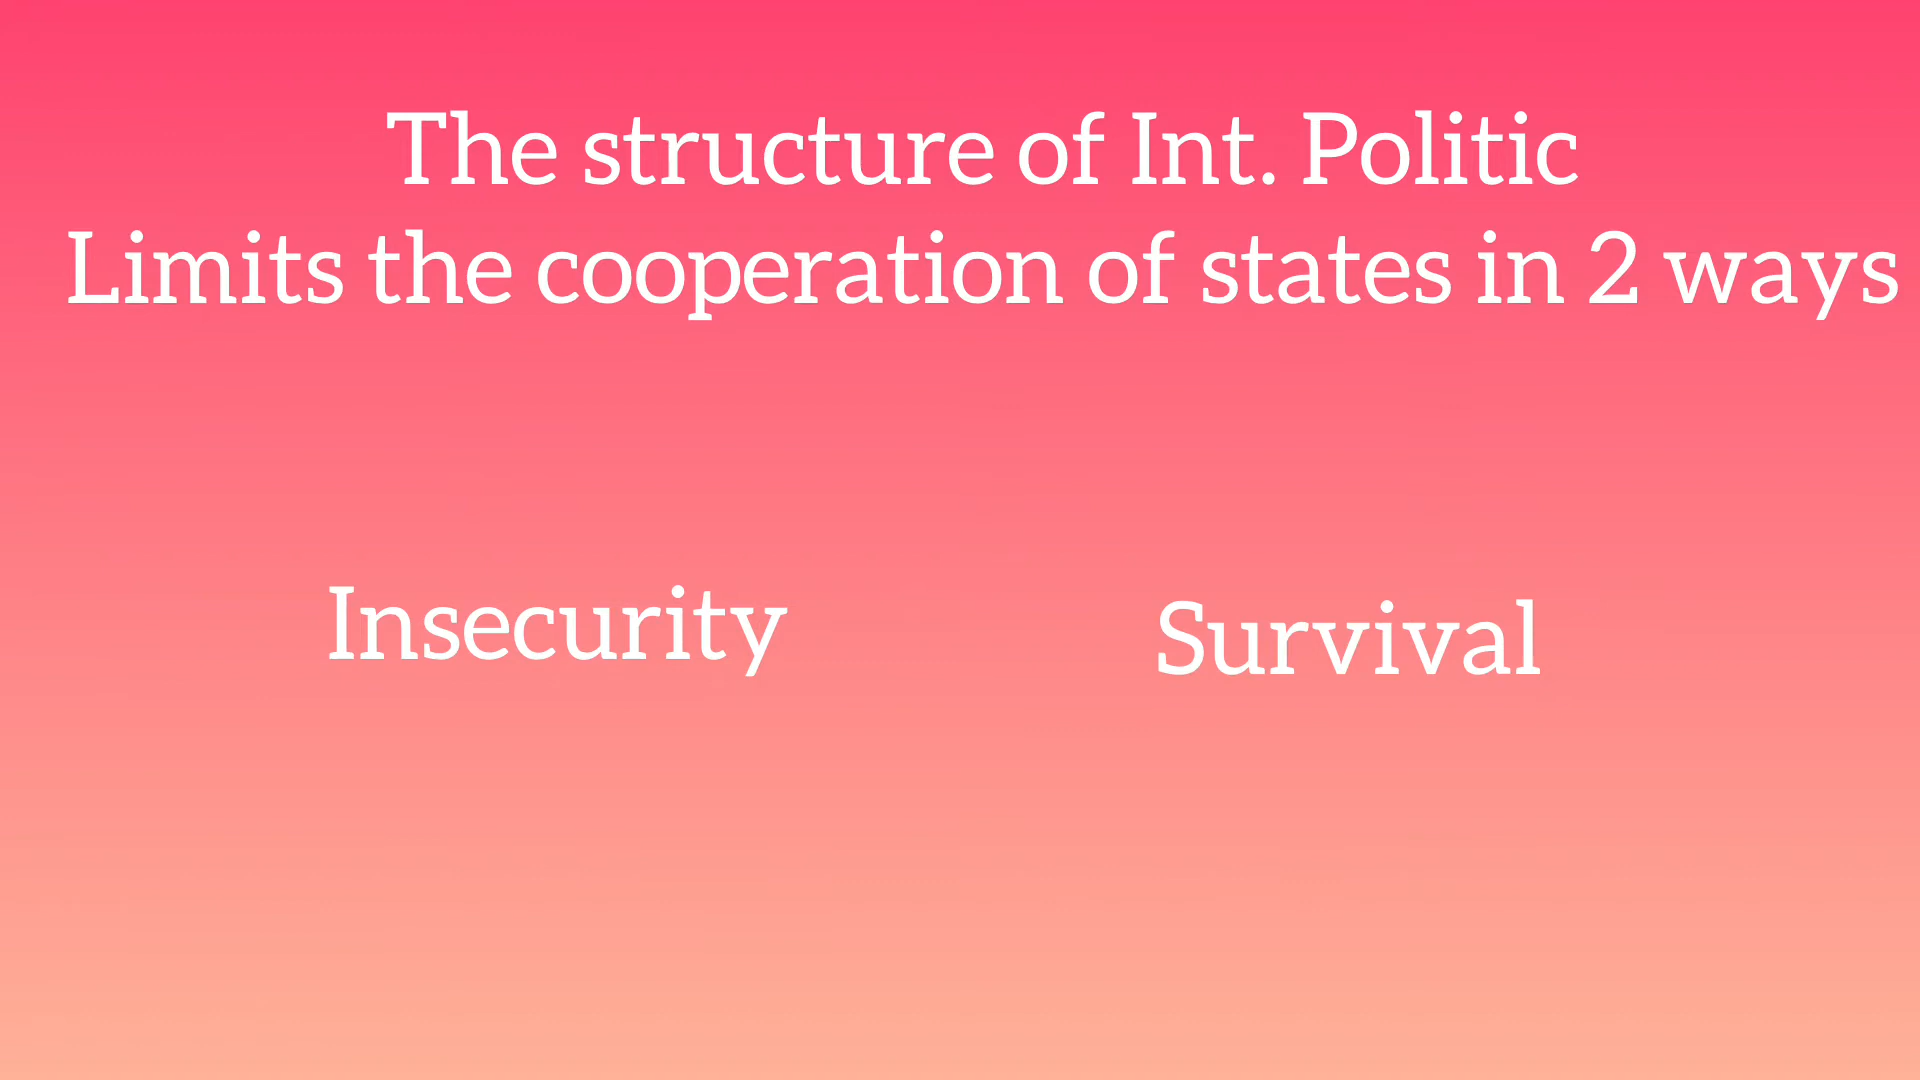 The structure of Int. Politic
Limits the cooperation of states in 2 ways
Insecurity
Survival